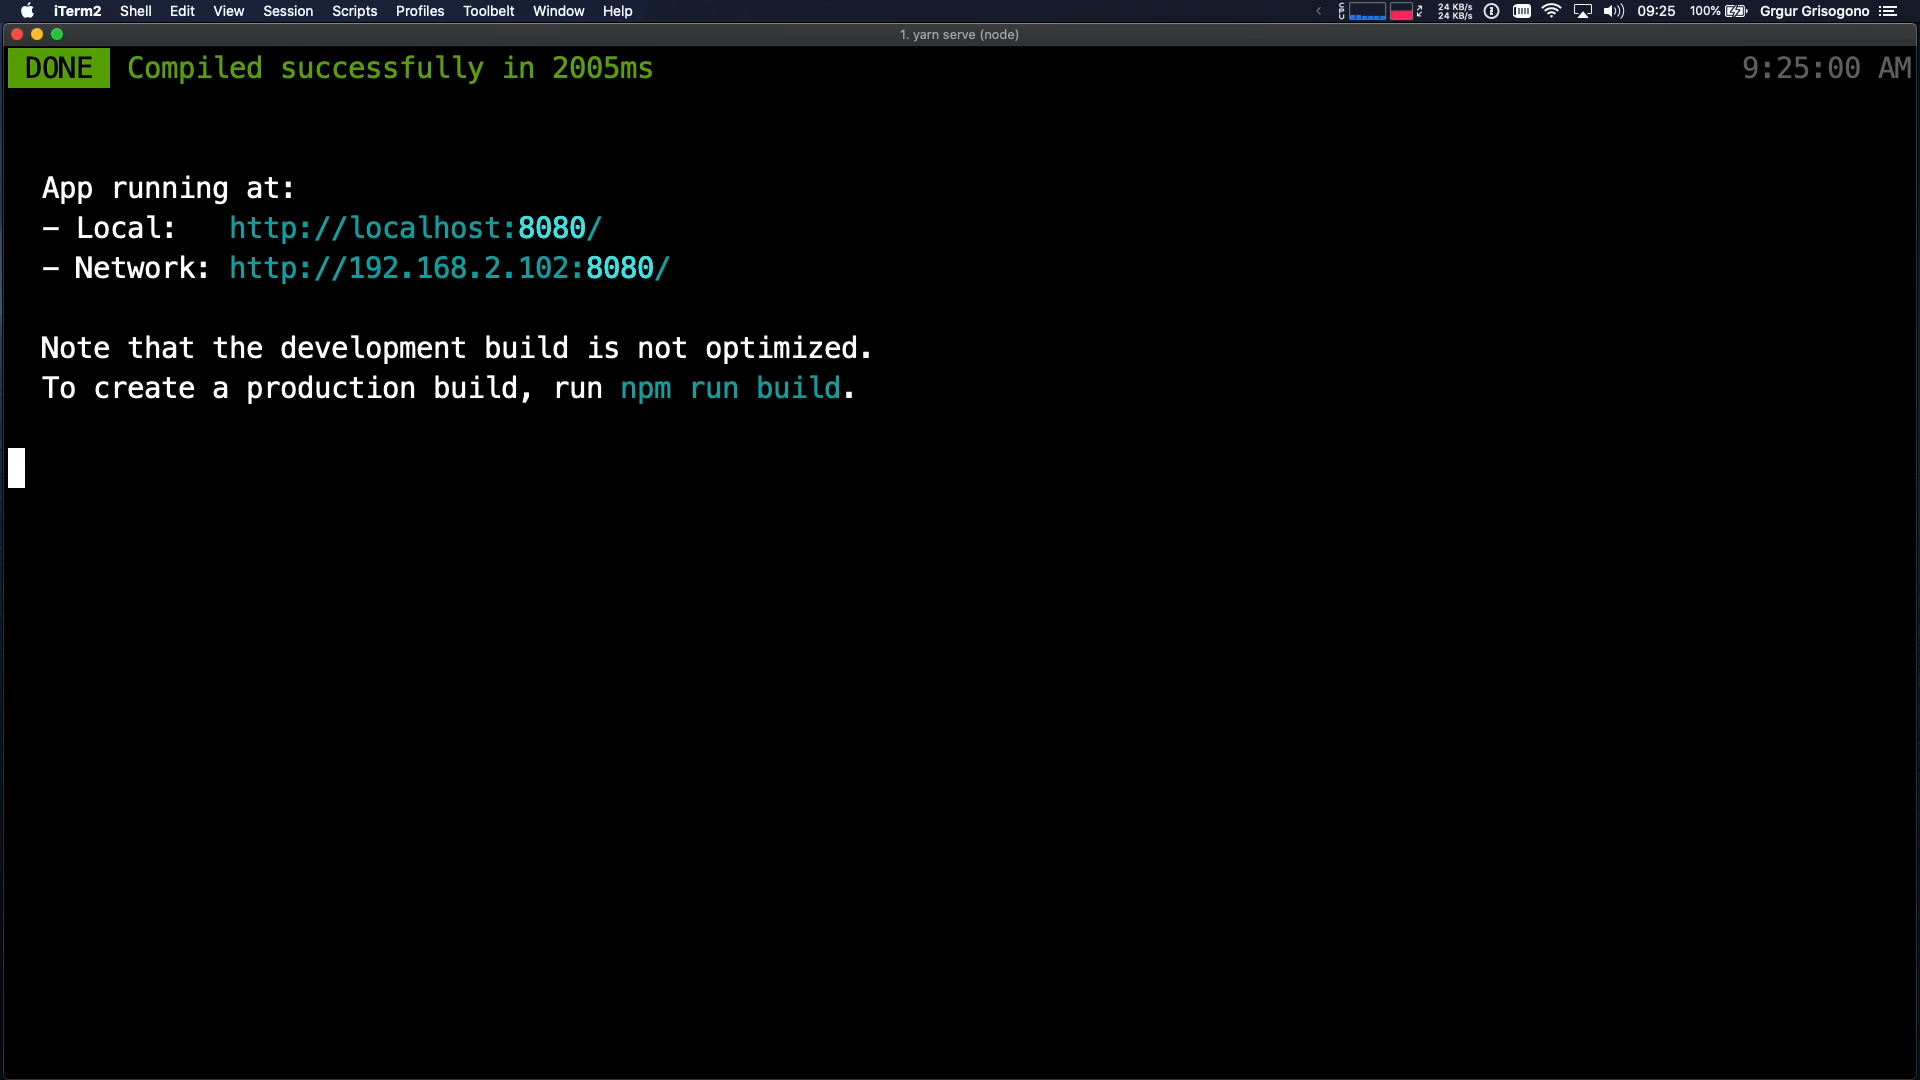 iTerm2 Shell Edit View Session Scripts Profiles Toolbelt Window Help CPU 24 KB/s 24 KB/s 09:25 100% Grgur Grisogono
1. yarn serve (node)
DONE Compiled successfully in 2005ms 9:25:00 AM
App running at:
- Local: http://localhost:8080/
- Network: http://192.168.2.102:8080/
Note that the development build is not optimized.
To create a production build, run npm run build.